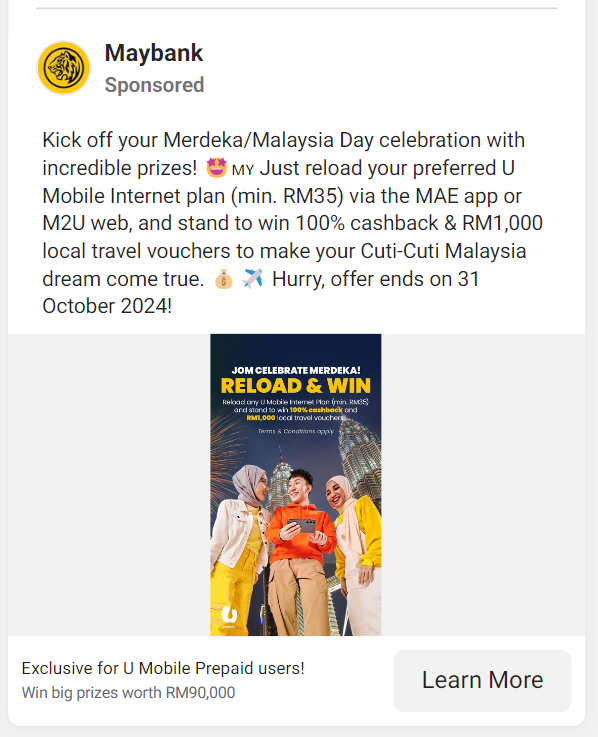 Maybank
Sponsored
Kick off your Merdeka/Malaysia Day celebration with
incredible prizes! 🤩 MY Just reload your preferred U
Mobile Internet plan (min. RM35) via the MAE app or
M2U web, and stand to win 100% cashback & RM1,000
local travel vouchers to make your Cuti-Cuti Malaysia
dream come true. 💰 ✈️ Hurry, offer ends on 31
October 2024!
JOM CELEBRATE MERDEKA!
RELOAD & WIN
Reload any U Mobile Internet Plan (min. RM35)
and stand to win 100% cashback and
RM1,000 local travel vouchers.
Terms & Conditions apply.
Exclusive for U Mobile Prepaid users!
Win big prizes worth RM90,000
Learn More